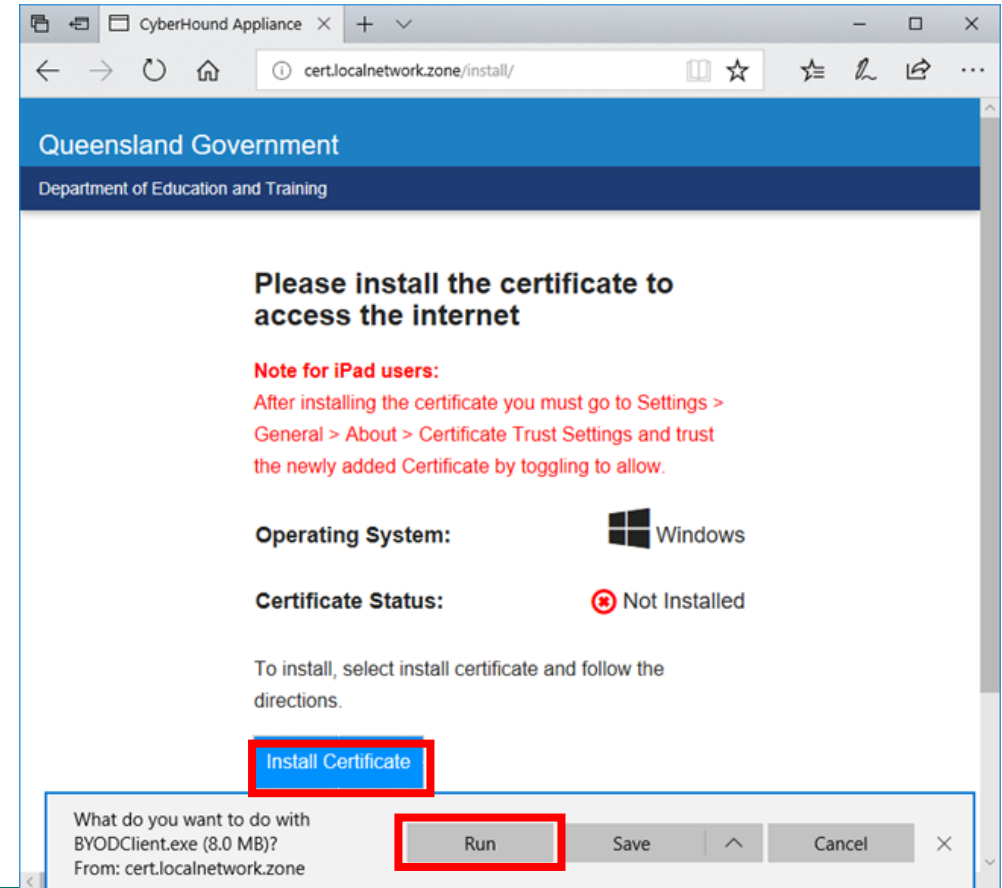 CyberHound Appliance
cert.localnetwork.zone/install/
Queensland Government
Department of Education and Training
Please install the certificate to
access the internet
Note for iPad users:
After installing the certificate you must go to Settings >
General > About > Certificate Trust Settings and trust
the newly added Certificate by toggling to allow.
Operating System: Windows
Certificate Status: Not Installed
To install, select install certificate and follow the
directions.
Install Certificate
What do you want to do with
BYODClient.exe (8.0 MB)?
From: cert.localnetwork.zone
Run Save Cancel